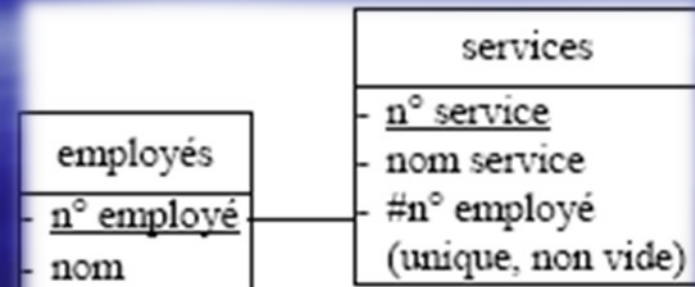 services
- n° service
- nom service
- #n° employé
(unique, non vide)
employés
- n° employé
- nom